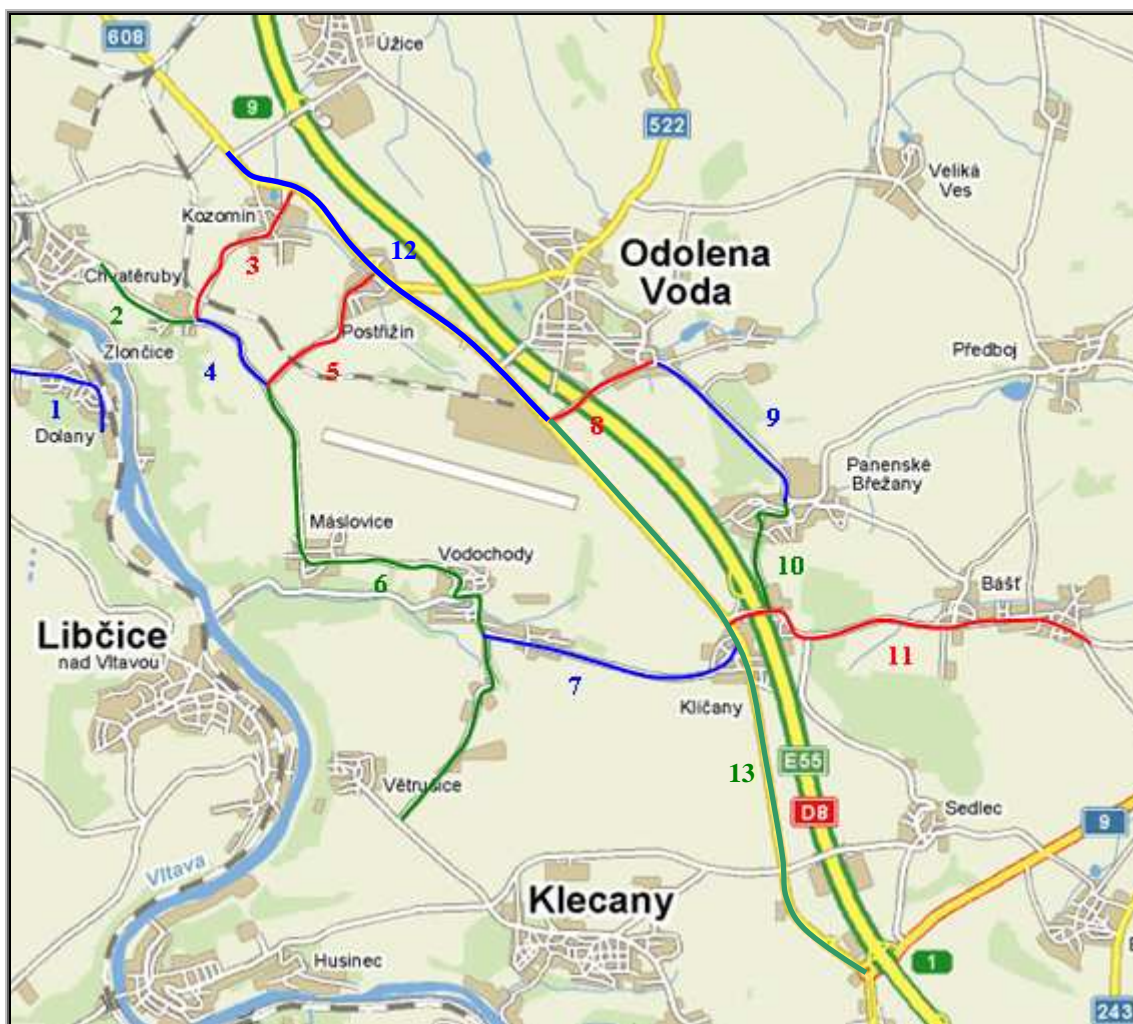 608
Úžice
9
522
Veliká
Ves
Kozomín
12
Odolena
Voda
3
Chvatěruby
2
Postřižín
Zlončice
4
5
Předboj
1
8
9
Dolany
Panenské
Břežany
Máslovice
Vodochody
10
6
Bášť
Libčice
nad Vltavou
11
7
Klíčany
13
E55
Větrušice
D8
Sedlec
9
Vltava
Klecany
Husinec
1
243